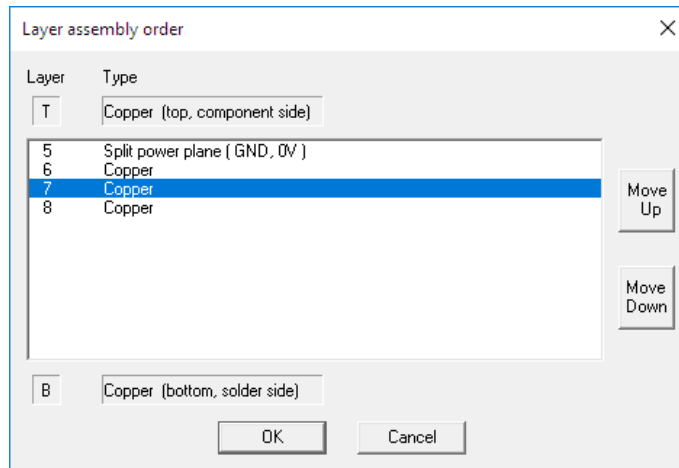 Layer assembly order
Layer Type
T Copper (top, component side)
5 Split power plane ( GND, 0V )
6 Copper
7 Copper
8 Copper
Move Up
Move Down
B Copper (bottom, solder side)
OK Cancel